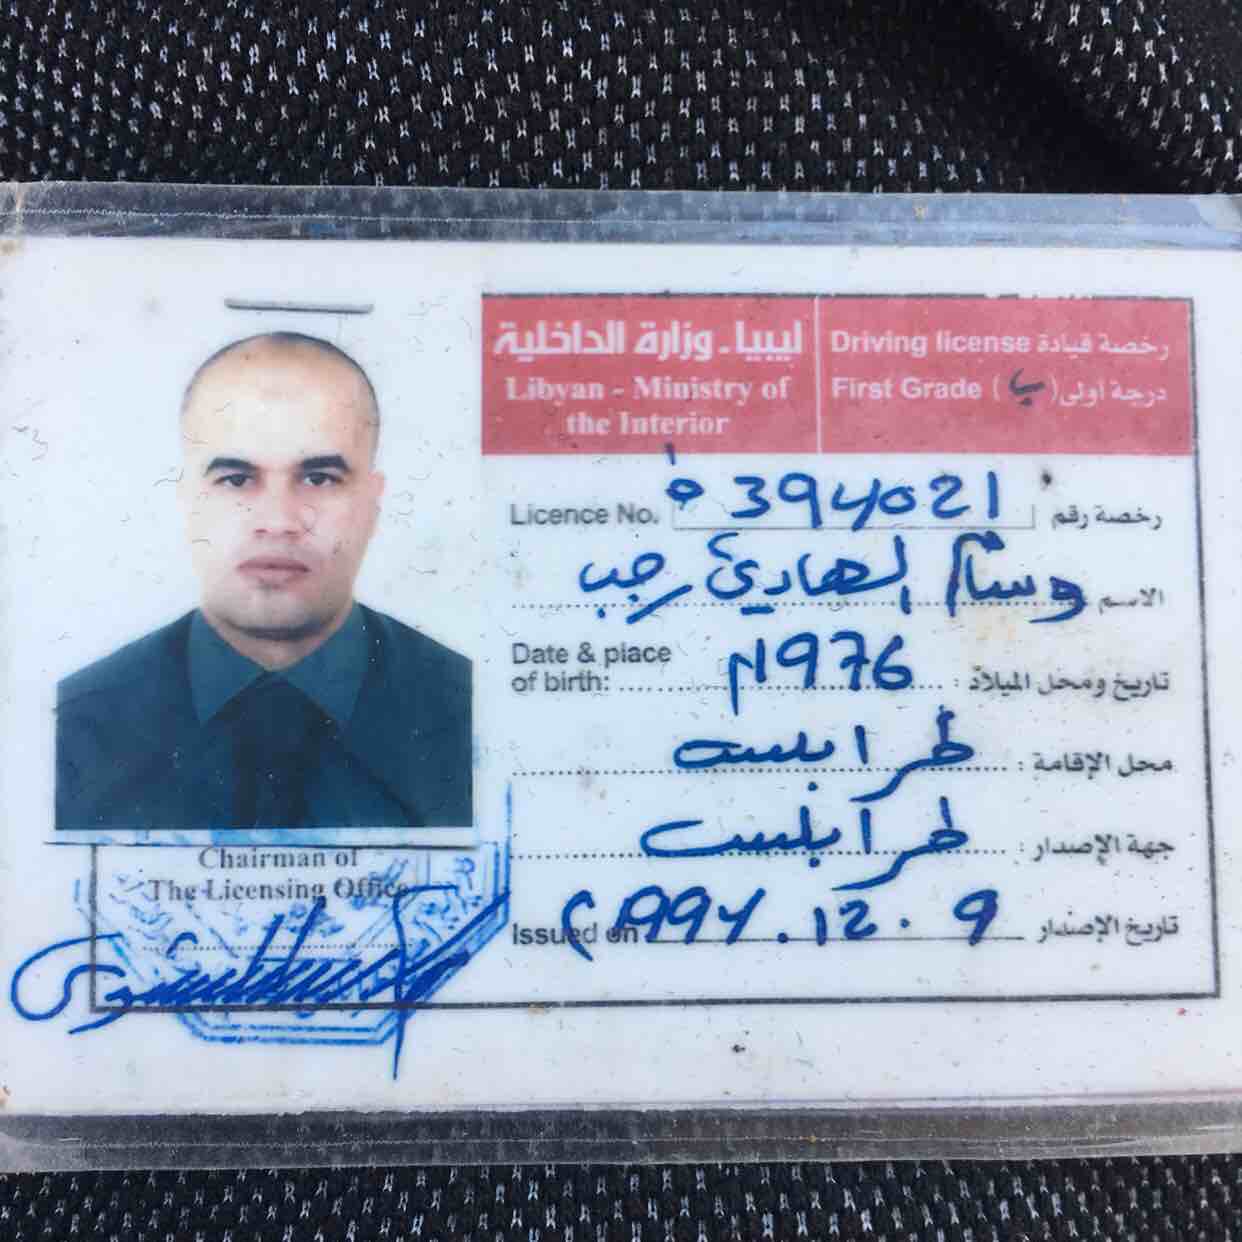 ليبيا - وزارة الداخلية
Libyan - Ministry of
the Interior
Driving license رخصة قيادة
First Grade (ب) درجة أولى
Licence No. 394021 رخصة رقم
الاسم وسام الهادي رجب
Date & place
of birth: 1976م تاريخ ومحل الميلاد :
محل الإقامة : طرابلس
جهة الإصدار : طرابلس
Issued on 1994.12.9 تاريخ الإصدار
Chairman of
The Licensing Office